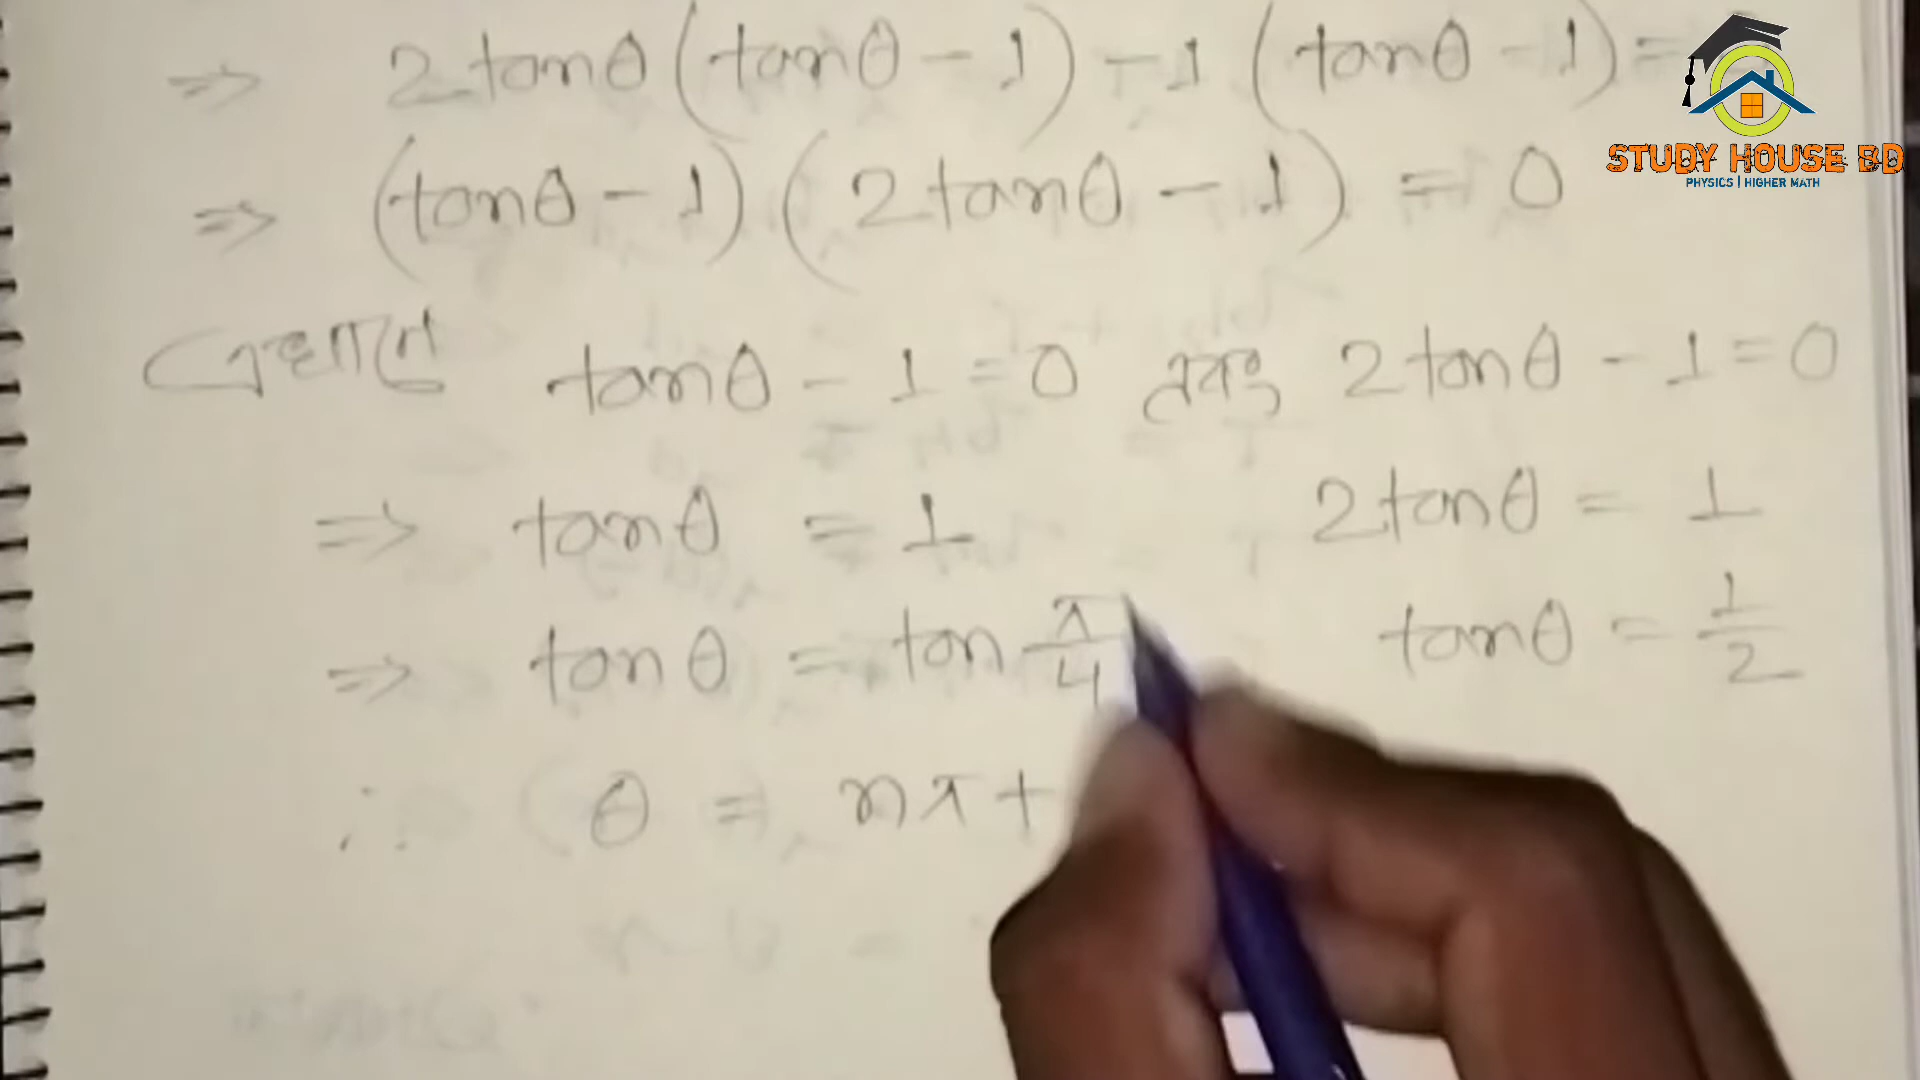 ⇒ 2tanθ(tanθ - 1) - 1(tanθ - 1) =
⇒ (tanθ - 1)(2tanθ - 1) = 0
এখানে tanθ - 1 = 0 এবং 2tanθ - 1 = 0
⇒ tanθ = 1 2tanθ = 1
⇒ tanθ = tan π/4 tanθ = 1/2
∴ θ = nπ +
STUDY HOUSE BD
PHYSICS | HIGHER MATH